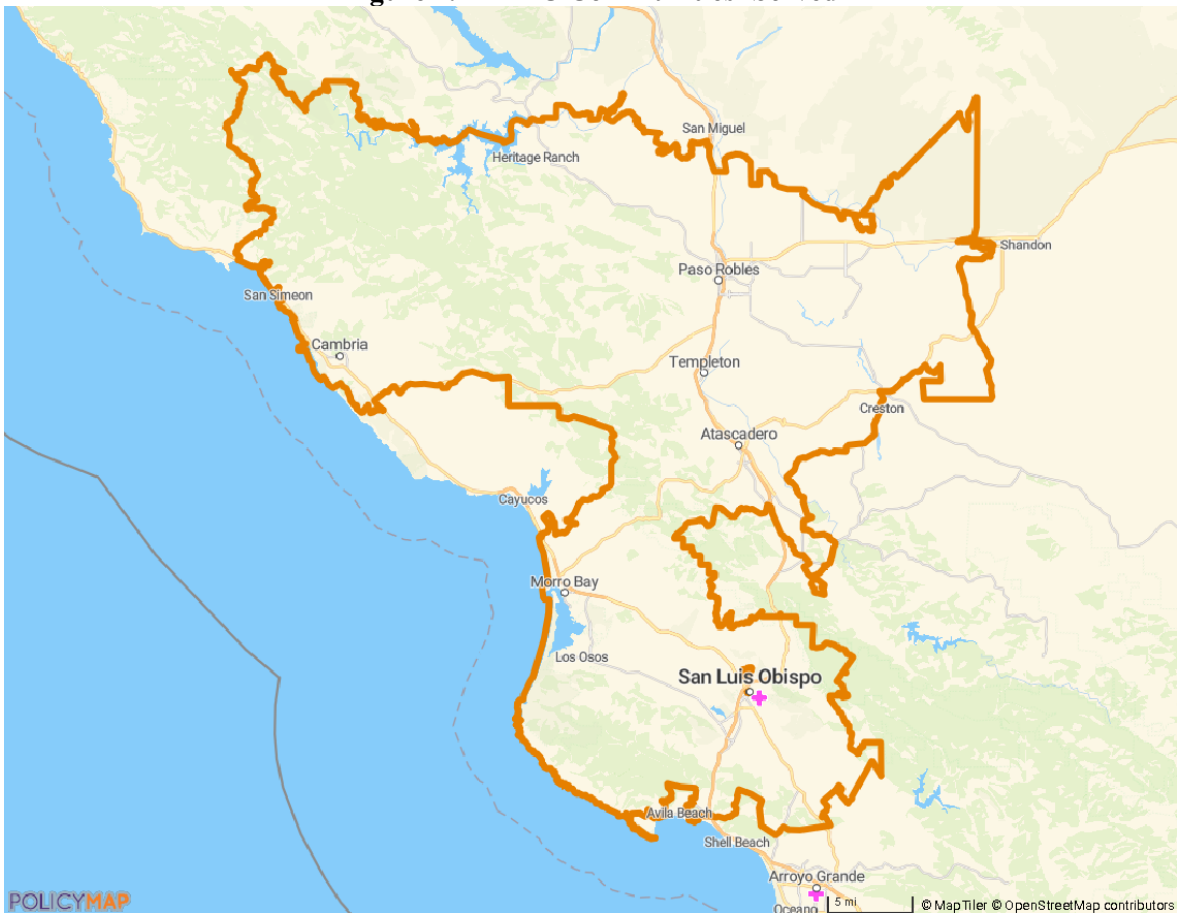 San Miguel
Heritage Ranch
Shandon
Paso Robles
San Simeon
Cambria
Templeton
Creston
Atascadero
Cayucos
Morro Bay
Los Osos
San Luis Obispo
Avila Beach
Shell Beach
Arroyo Grande
Oceano
5 mi
POLICYMAP
© MapTiler © OpenStreetMap contributors